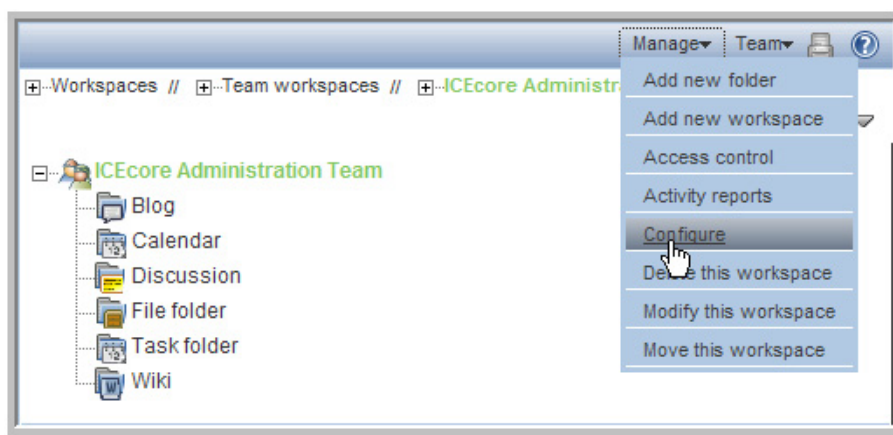 Manage Team
Workspaces // Team workspaces // ICEcore Administr
Add new folder
Add new workspace
Access control
Activity reports
Configure
Delete this workspace
Modify this workspace
Move this workspace
ICEcore Administration Team
Blog
Calendar
Discussion
File folder
Task folder
Wiki